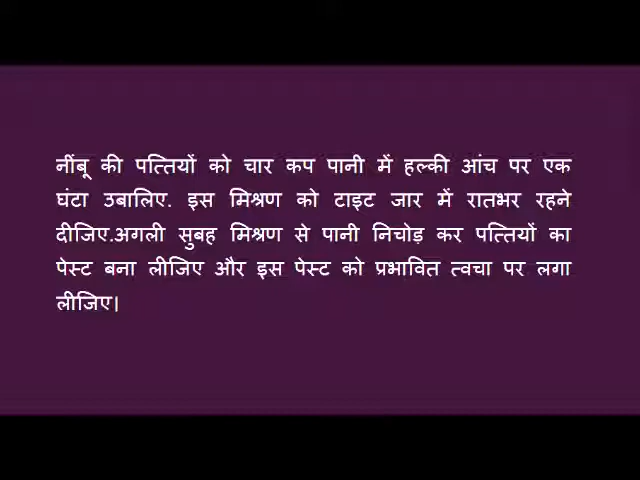 नींबू की पत्तियों को चार कप पानी में हल्की आंच पर एक
घंटा उबालिए. इस मिश्रण को टाइट जार में रातभर रहने
दीजिए.अगली सुबह मिश्रण से पानी निचोड़ कर पत्तियों का
पेस्ट बना लीजिए और इस पेस्ट को प्रभावित त्वचा पर लगा
लीजिए।